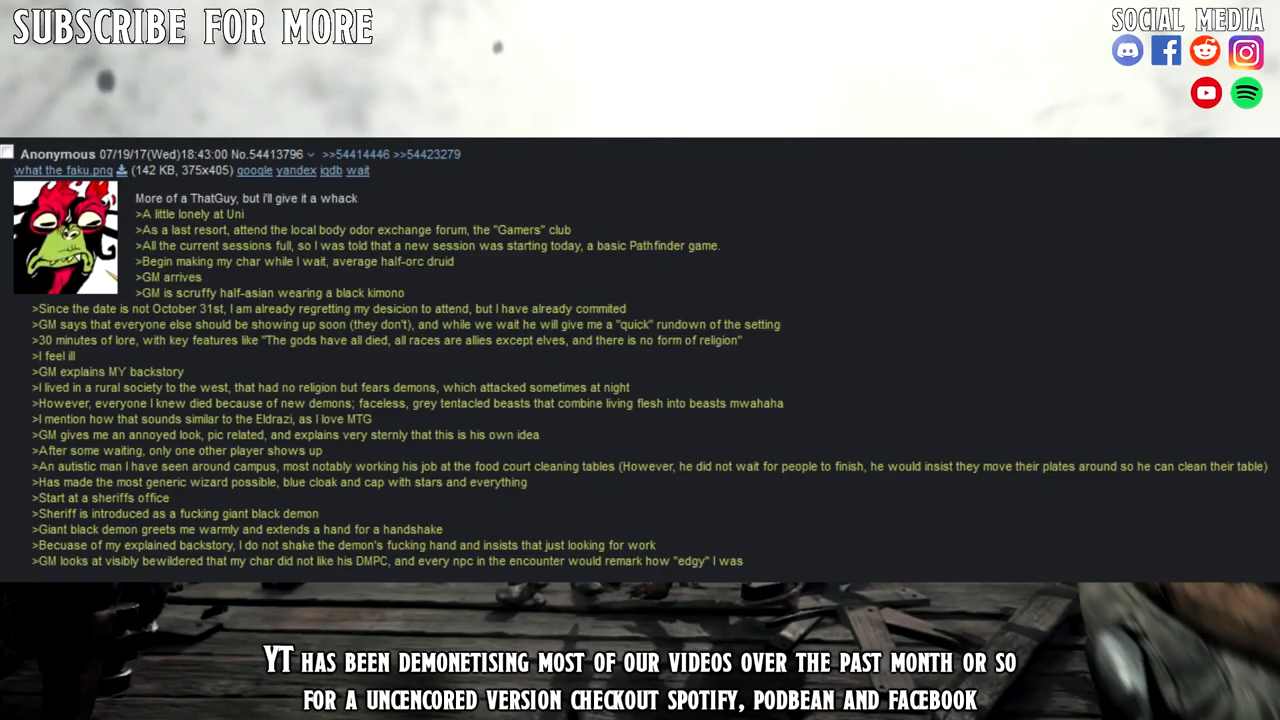 SUBSCRIBE FOR MORE
SOCIAL MEDIA
Anonymous 07/19/17(Wed)18:43:00 No.54413796 >>54414446 >>54423279
what the faku.png (142 KB, 375x405) google yandex iqdb wait
More of a ThatGuy, but i'll give it a whack
>A little lonely at Uni
>As a last resort, attend the local body odor exchange forum, the "Gamers" club
>All the current sessions full, so I was told that a new session was starting today, a basic Pathfinder game.
>Begin making my char while I wait, average half-orc druid
>GM arrives
>GM is scruffy half-asian wearing a black kimono
>Since the date is not October 31st, I am already regretting my desicion to attend, but I have already commited
>GM says that everyone else should be showing up soon (they don't), and while we wait he will give me a "quick" rundown of the setting
>30 minutes of lore, with key features like "The gods have all died, all races are allies except elves, and there is no form of religion"
>I feel ill
>GM explains MY backstory
>I lived in a rural society to the west, that had no religion but fears demons, which attacked sometimes at night
>However, everyone I knew died because of new demons; faceless, grey tentacled beasts that combine living flesh into beasts mwahaha
>I mention how that sounds similar to the Eldrazi, as I love MTG
>GM gives me an annoyed look, pic related, and explains very sternly that this is his own idea
>After some waiting, only one other player shows up
>An autistic man I have seen around campus, most notably working his job at the food court cleaning tables (However, he did not wait for people to finish, he would insist they move their plates around so he can clean their table)
>Has made the most generic wizard possible, blue cloak and cap with stars and everything
>Start at a sheriffs office
>Sheriff is introduced as a fucking giant black demon
>Giant black demon greets me warmly and extends a hand for a handshake
>Becuase of my explained backstory, I do not shake the demon's fucking hand and insists that just looking for work
>GM looks at visibly bewildered that my char did not like his DMPC, and every npc in the encounter would remark how "edgy" I was
YT HAS BEEN DEMONETISING MOST OF OUR VIDEOS OVER THE PAST MONTH OR SO
FOR A UNCENCORED VERSION CHECKOUT SPOTIFY, PODBEAN AND FACEBOOK